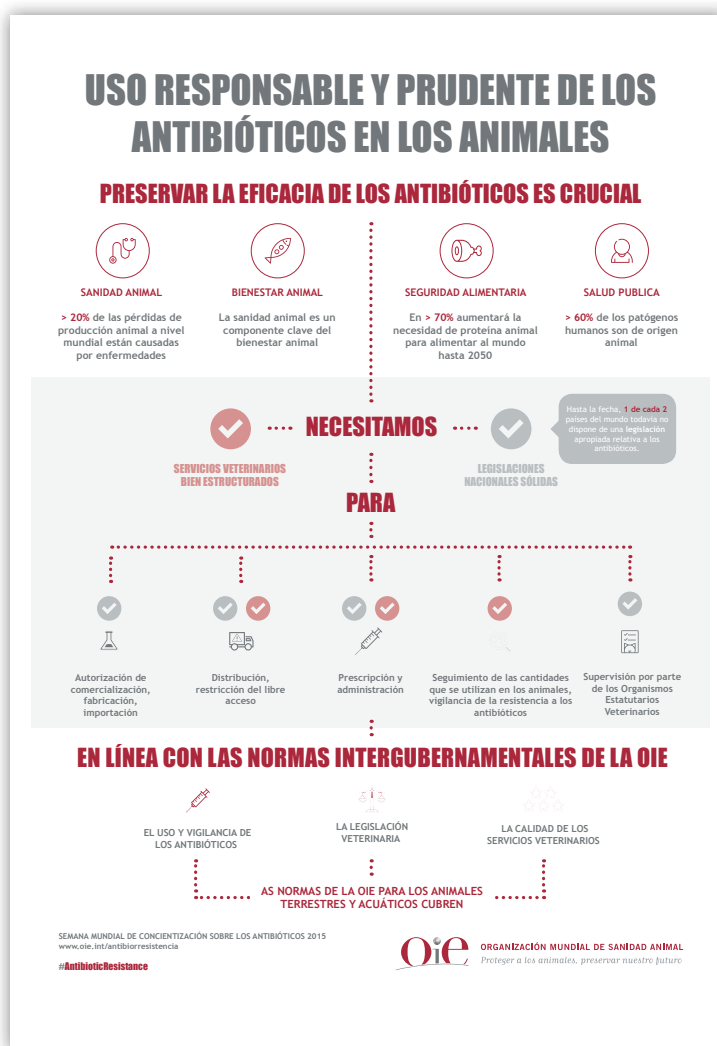 USO RESPONSABLE Y PRUDENTE DE LOS
ANTIBIÓTICOS EN LOS ANIMALES
PRESERVAR LA EFICACIA DE LOS ANTIBIÓTICOS ES CRUCIAL
SANIDAD ANIMAL
> 20% de las pérdidas de
producción animal a nivel
mundial están causadas
por enfermedades
BIENESTAR ANIMAL
La sanidad animal es un
componente clave del
bienestar animal
SEGURIDAD ALIMENTARIA
En > 70% aumentará la
necesidad de proteina animal
para alimentar al mundo
hasta 2050
SALUD PUBLICA
> 60% de los patógenos
humanos son de origen
animal
NECESITAMOS
SERVICIOS VETERINARIOS
BIEN ESTRUCTURADOS
LEGISLACIONES
NACIONALES SÓLIDAS
Hasta la fecha, 1 de cada 2
países del mundo todavía no
dispone de una legislación
apropiada relativa a los
antibióticos.
PARA
Autorización de
comercialización,
fabricación,
importación
Distribución,
restricción del libre
acceso
Prescripción y
administración
Seguimiento de las cantidades
que se utilizan en los animales,
vigilancia de la resistencia a los
antibióticos
Supervisión por parte
de los Organismos
Estatutarios
Veterinarios
EN LÍNEA CON LAS NORMAS INTERGUBERNAMENTALES DE LA OIE
EL USO Y VIGILANCIA DE
LOS ANTIBIÓTICOS
LA LEGISLACIÓN
VETERINARIA
LA CALIDAD DE LOS
SERVICIOS VETERINARIOS
AS NORMAS DE LA OIE PARA LOS ANIMALES
TERRESTRES Y ACUÁTICOS CUBREN
SEMANA MUNDIAL DE CONCIENTIZACIÓN SOBRE LOS ANTIBIÓTICOS 2015
www.oie.int/antibiorresistencia
#AntibioticResistance
Oie
ORGANIZACIÓN MUNDIAL DE SANIDAD ANIMAL
Proteger a los animales, preservar nuestro futuro